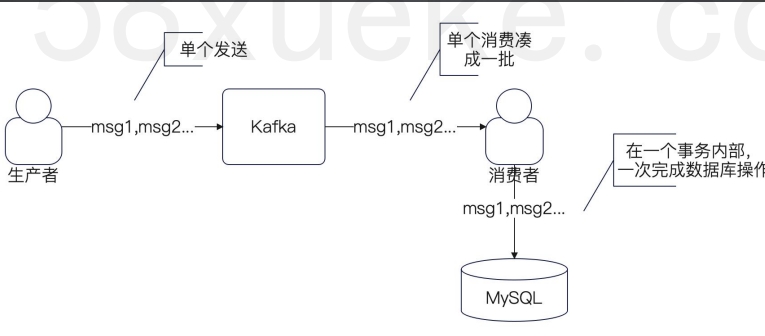 单个发送
单个消费凑
成一批
msg1,msg2...
Kafka
msg1,msg2...
生产者
消费者
在一个事务内部，
一次完成数据库操作
msg1,msg2...
MySQL